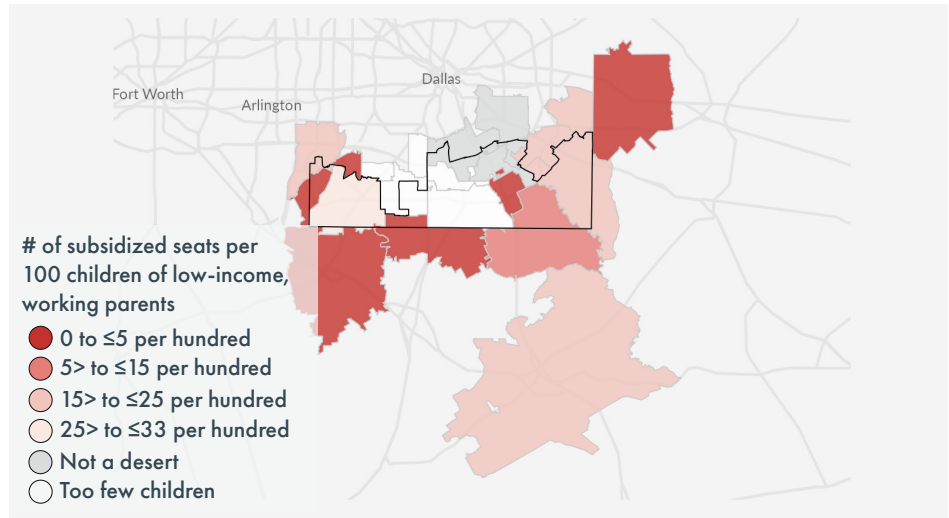 Dallas
Fort Worth
Arlington
# of subsidized seats per
100 children of low-income,
working parents
0 to ≤5 per hundred
5> to ≤15 per hundred
15> to ≤25 per hundred
25> to ≤33 per hundred
Not a desert
Too few children